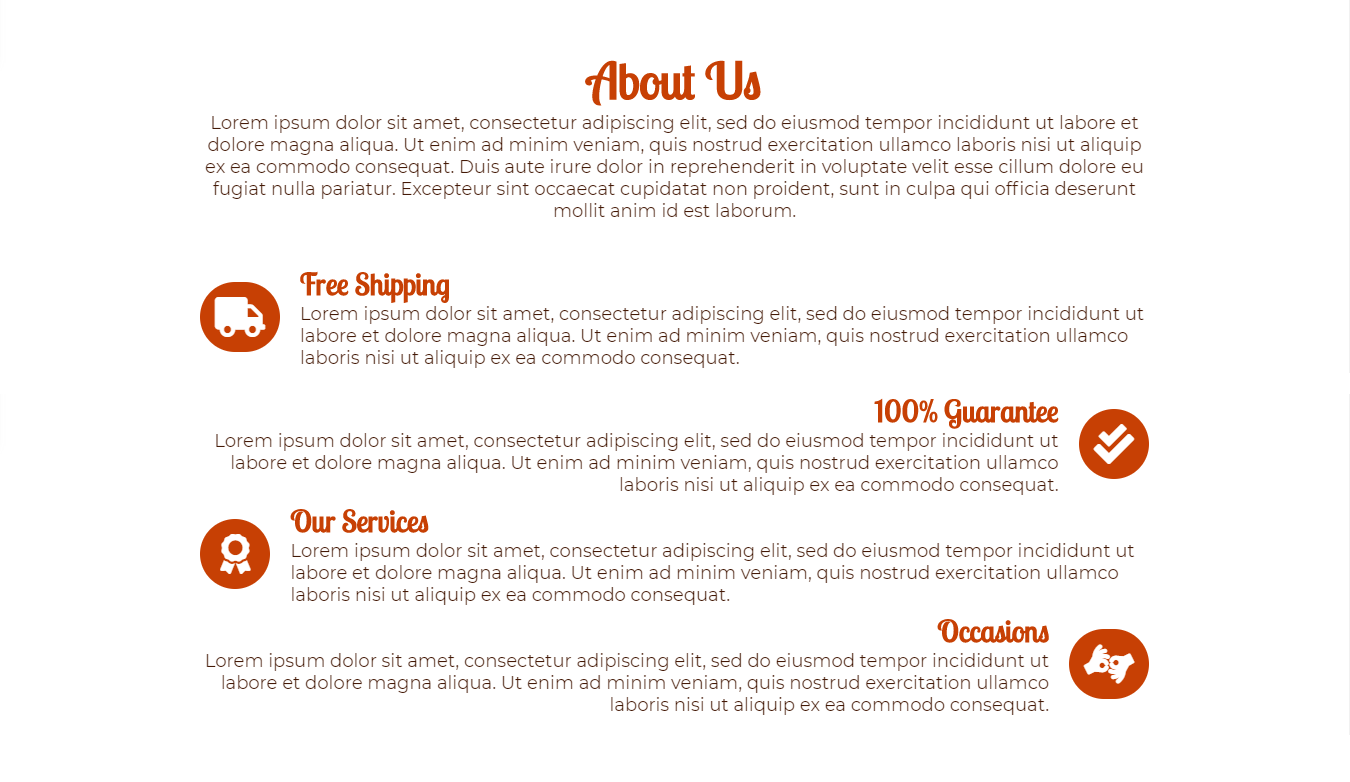 About Us
Lorem ipsum dolor sit amet, consectetur adipiscing elit, sed do eiusmod tempor incididunt ut labore et
dolore magna aliqua. Ut enim ad minim veniam, quis nostrud exercitation ullamco laboris nisi ut aliquip
ex ea commodo consequat. Duis aute irure dolor in reprehenderit in voluptate velit esse cillum dolore eu
fugiat nulla pariatur. Excepteur sint occaecat cupidatat non proident, sunt in culpa qui officia deserunt
mollit anim id est laborum.
Free Shipping
Lorem ipsum dolor sit amet, consectetur adipiscing elit, sed do eiusmod tempor incididunt ut
labore et dolore magna aliqua. Ut enim ad minim veniam, quis nostrud exercitation ullamco
laboris nisi ut aliquip ex ea commodo consequat.
100% Guarantee
Lorem ipsum dolor sit amet, consectetur adipiscing elit, sed do eiusmod tempor incididunt ut
labore et dolore magna aliqua. Ut enim ad minim veniam, quis nostrud exercitation ullamco
laboris nisi ut aliquip ex ea commodo consequat.
Our Services
Lorem ipsum dolor sit amet, consectetur adipiscing elit, sed do eiusmod tempor incididunt ut
labore et dolore magna aliqua. Ut enim ad minim veniam, quis nostrud exercitation ullamco
laboris nisi ut aliquip ex ea commodo consequat.
Occasions
Lorem ipsum dolor sit amet, consectetur adipiscing elit, sed do eiusmod tempor incididunt ut
labore et dolore magna aliqua. Ut enim ad minim veniam, quis nostrud exercitation ullamco
laboris nisi ut aliquip ex ea commodo consequat.